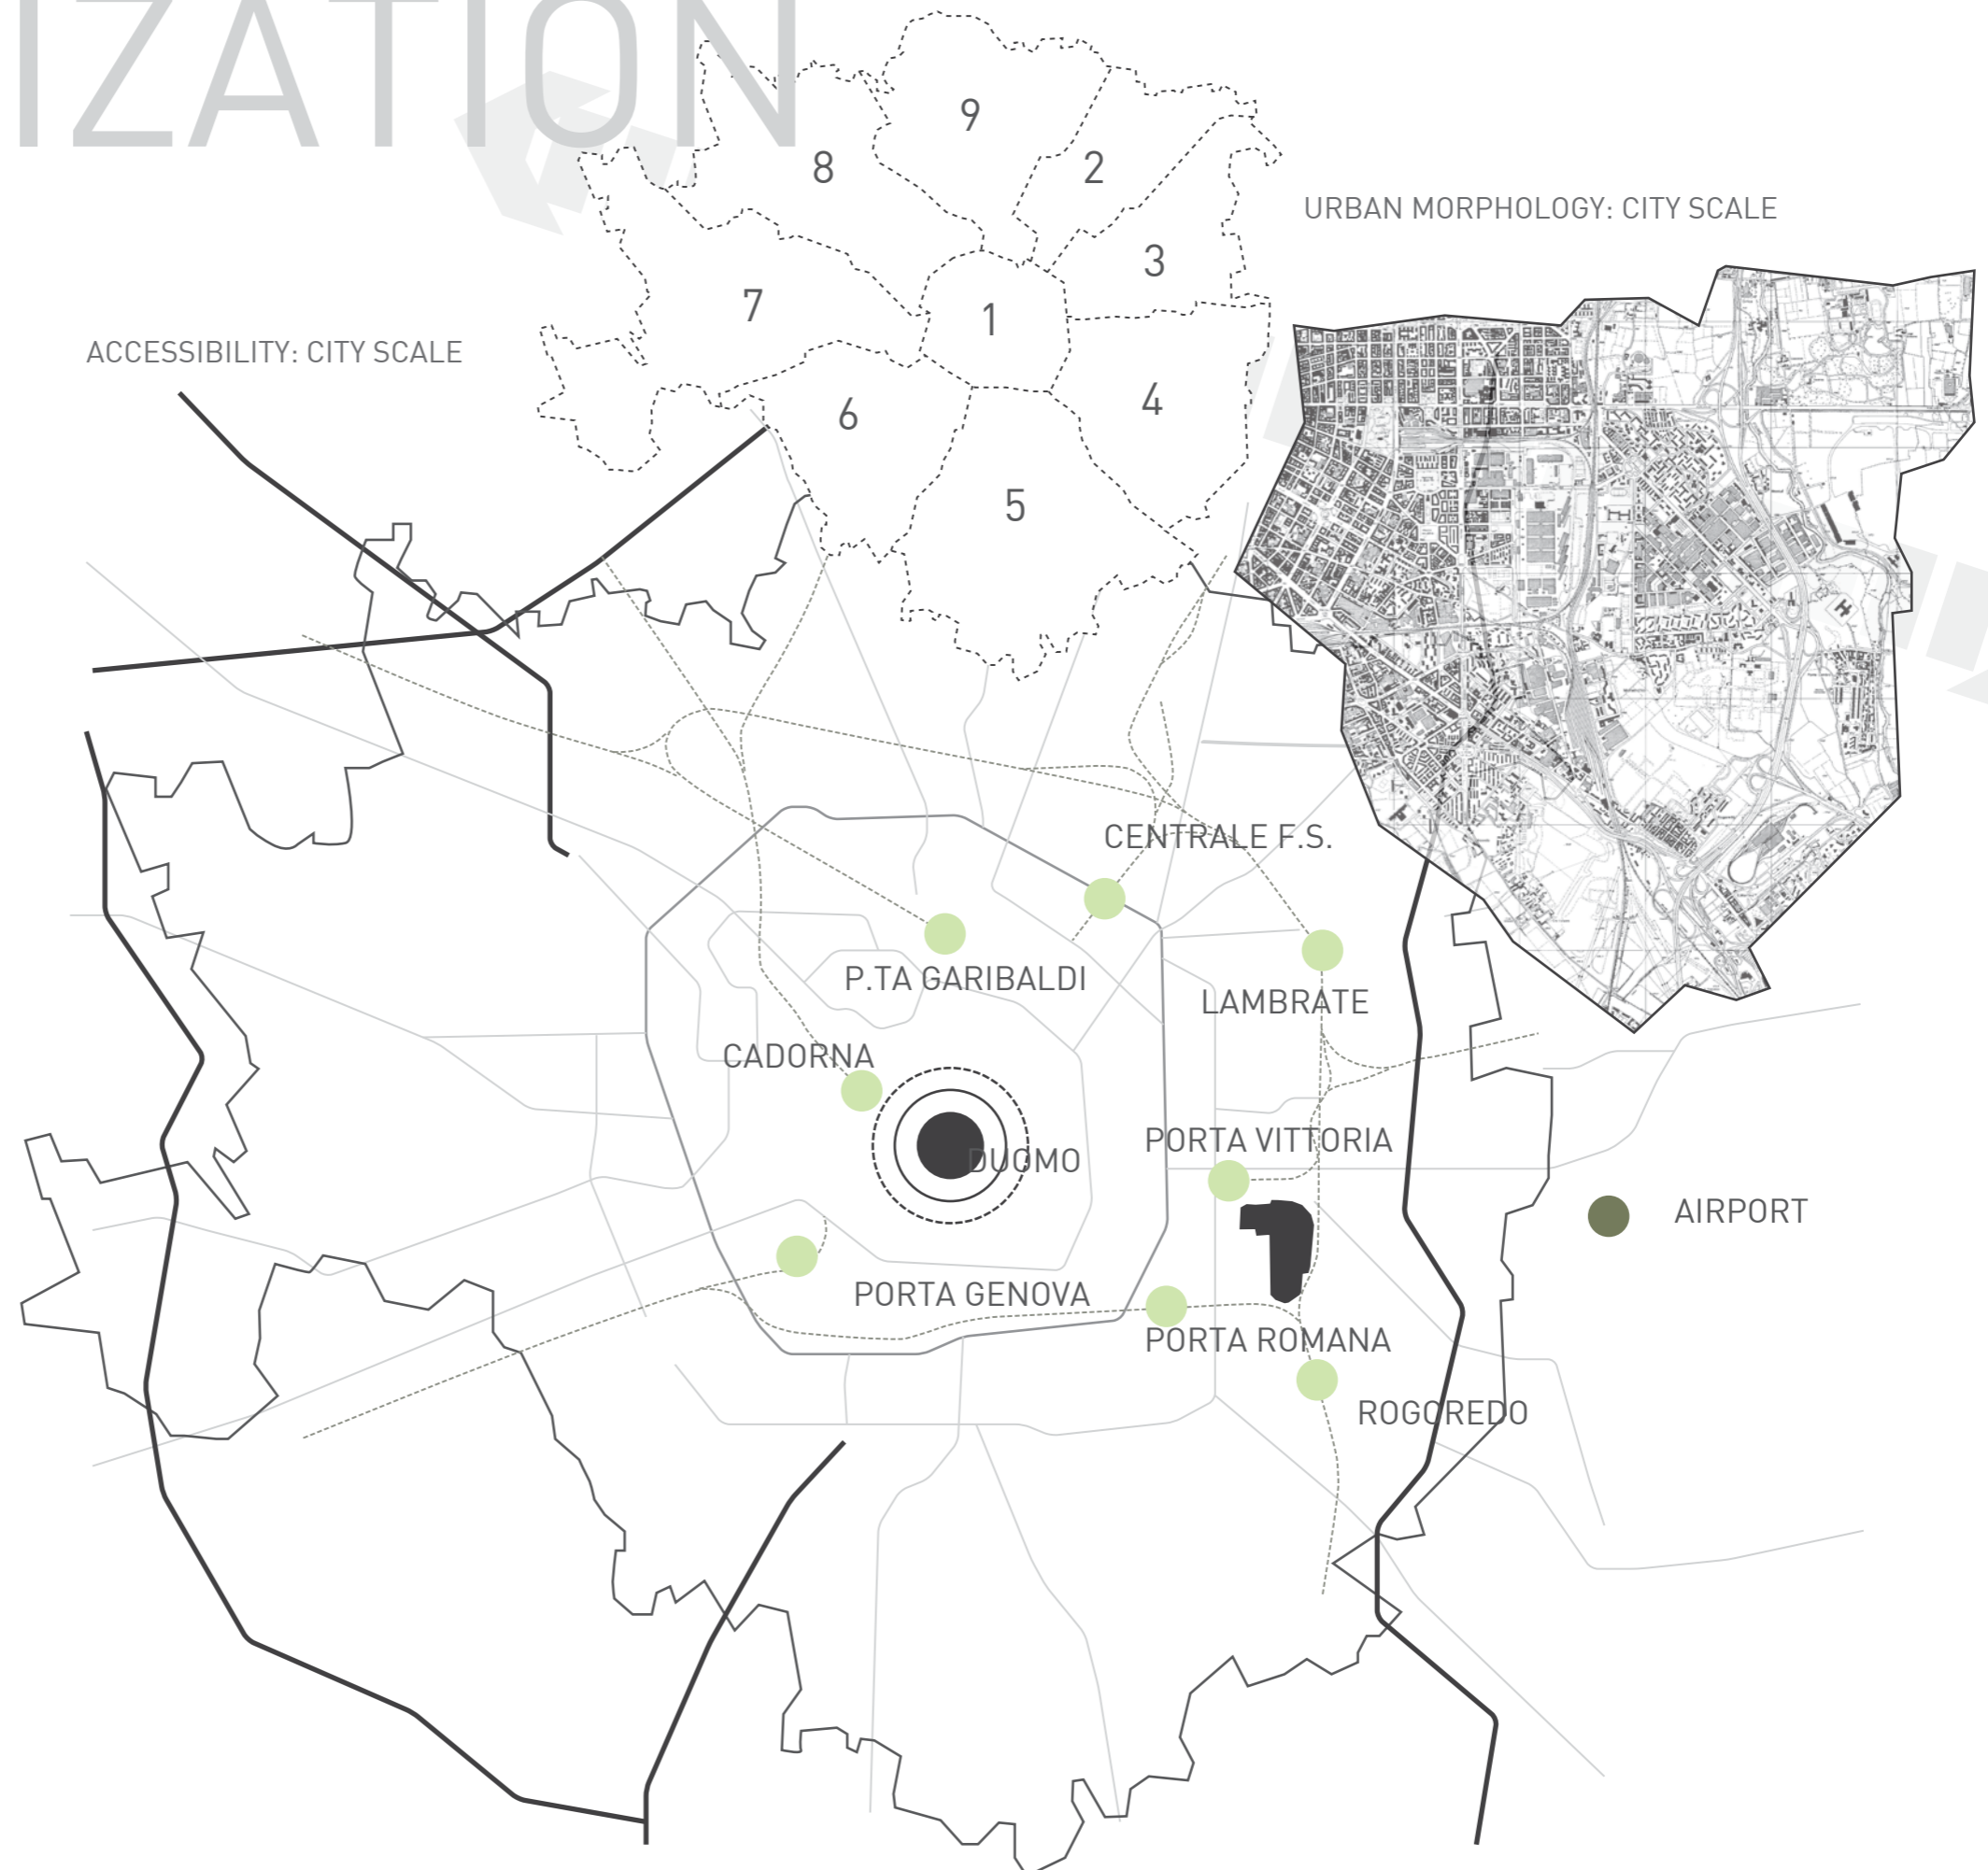 IZATION
9
8
2
URBAN MORPHOLOGY: CITY SCALE
3
7
1
ACCESSIBILITY: CITY SCALE
4
6
5
CENTRALE F.S.
P.TA GARIBALDI
LAMBRATE
CADORNA
PORTA VITTORIA
DUOMO
AIRPORT
PORTA GENOVA
PORTA ROMANA
ROGOREDO